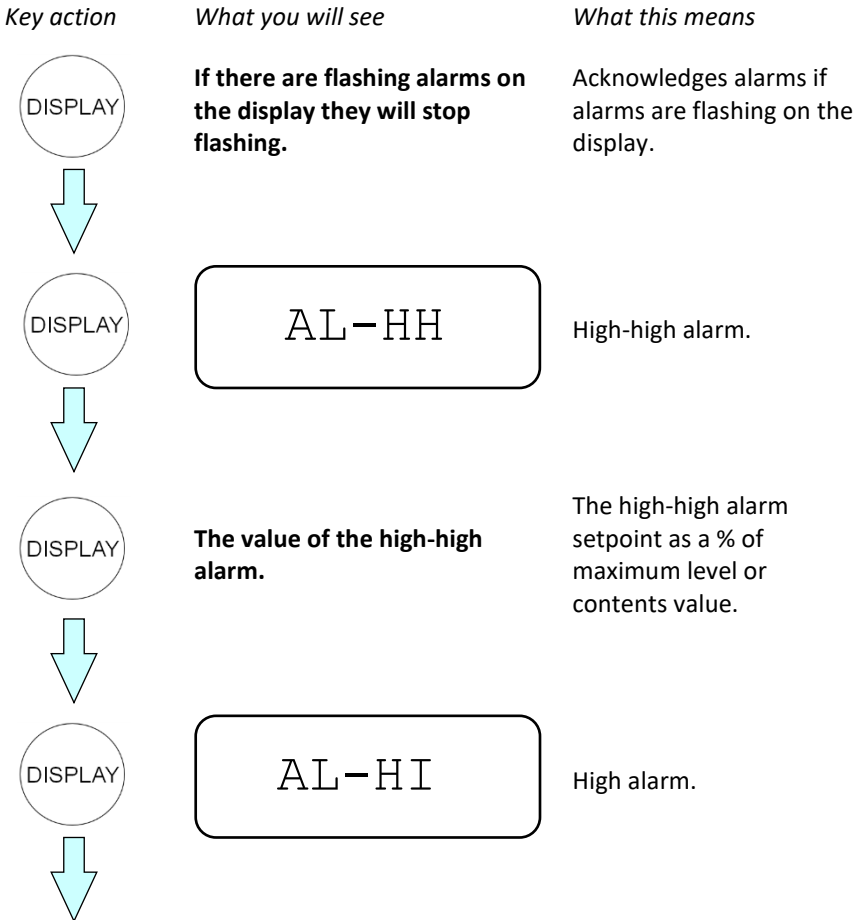 Key action What you will see What this means
DISPLAY
If there are flashing alarms on
the display they will stop
flashing.
Acknowledges alarms if
alarms are flashing on the
display.
DISPLAY
AL-HH
High-high alarm.
DISPLAY
The value of the high-high
alarm.
The high-high alarm
setpoint as a % of
maximum level or
contents value.
DISPLAY
AL-HI
High alarm.